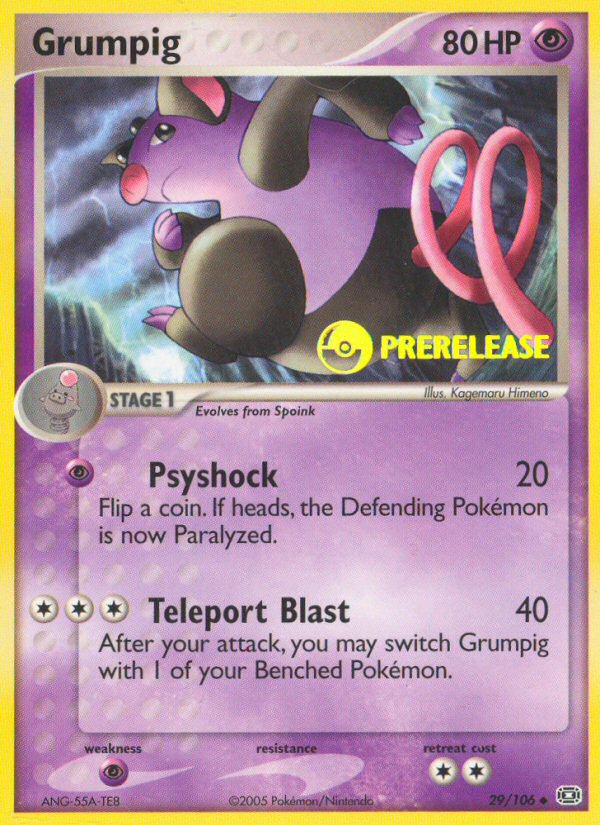 Grumpig
80 HP
PRERELEASE
STAGE 1
Illus. Kagemaru Himeno
Evolves from Spoink
Psyshock 20
Flip a coin. If heads, the Defending Pokémon
is now Paralyzed.
Teleport Blast 40
After your attack, you may switch Grumpig
with 1 of your Benched Pokémon.
weakness resistance retreat cost
ANG-55A-TE8 ©2005 Pokémon/Nintendo 29/106